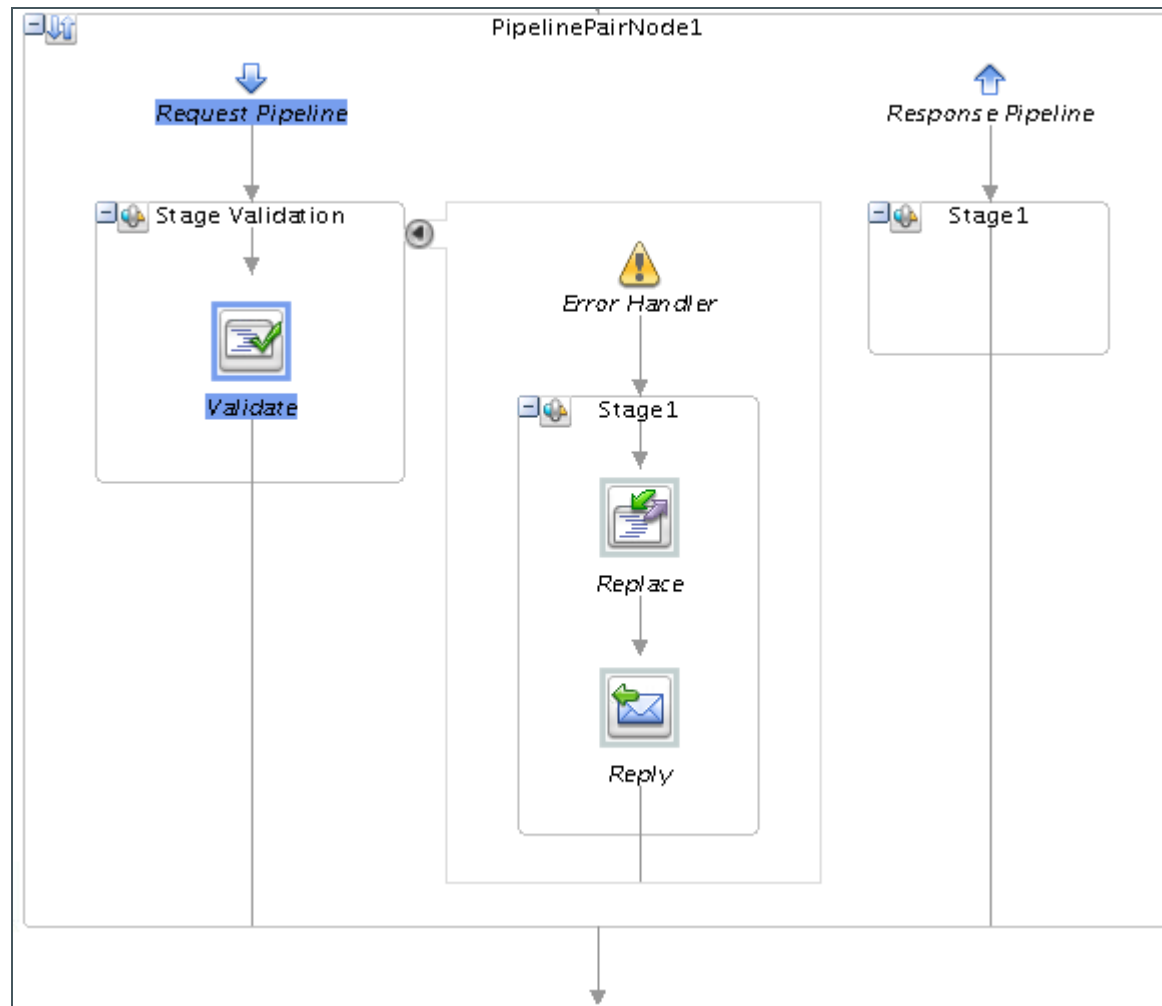 PipelinePairNode1
Request Pipeline
Response Pipeline
Stage Validation
Stage1
Error Handler
Validate
Stage1
Replace
Reply